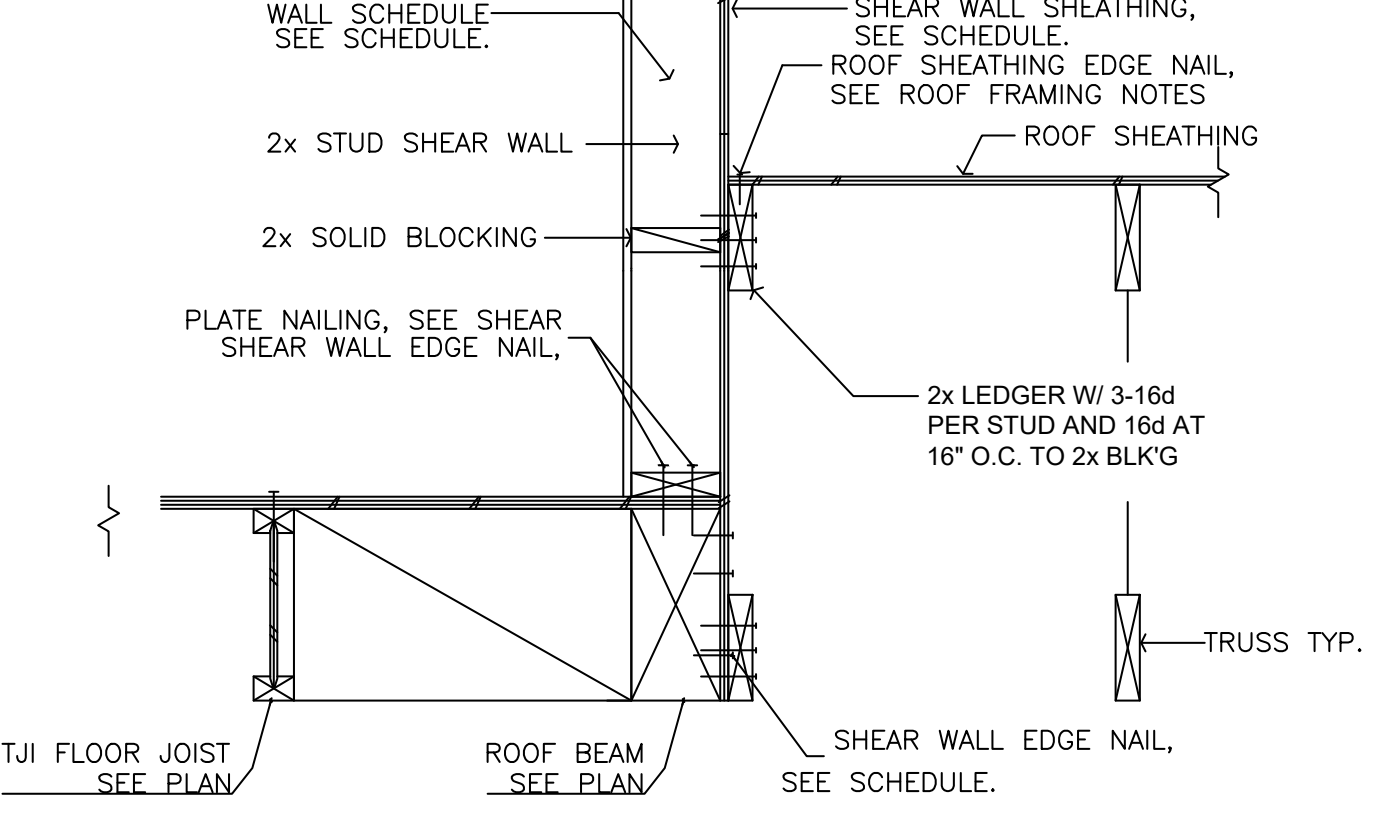 WALL SCHEDULE
SEE SCHEDULE.
SHEAR WALL SHEATHING,
SEE SCHEDULE.
ROOF SHEATHING EDGE NAIL,
SEE ROOF FRAMING NOTES
ROOF SHEATHING
2x STUD SHEAR WALL
2x SOLID BLOCKING
PLATE NAILING, SEE SHEAR
SHEAR WALL EDGE NAIL,
2x LEDGER W/ 3-16d
PER STUD AND 16d AT
16" O.C. TO 2x BLK'G
TRUSS TYP.
TJI FLOOR JOIST
SEE PLAN
ROOF BEAM
SEE PLAN
SHEAR WALL EDGE NAIL,
SEE SCHEDULE.